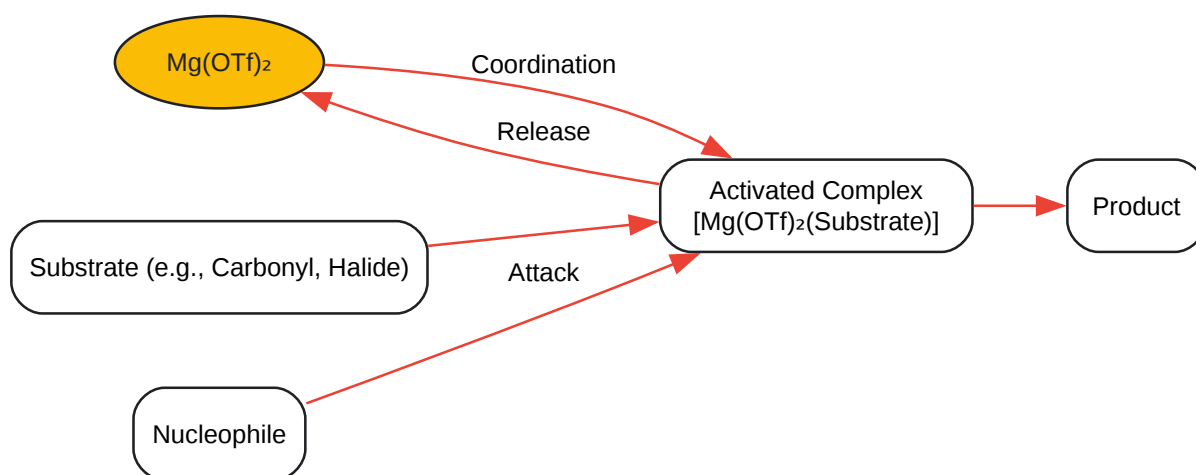 Mg(OTf)₂
Coordination
Release
Activated Complex
[Mg(OTf)₂(Substrate)]
Product
Substrate (e.g., Carbonyl, Halide)
Attack
Nucleophile